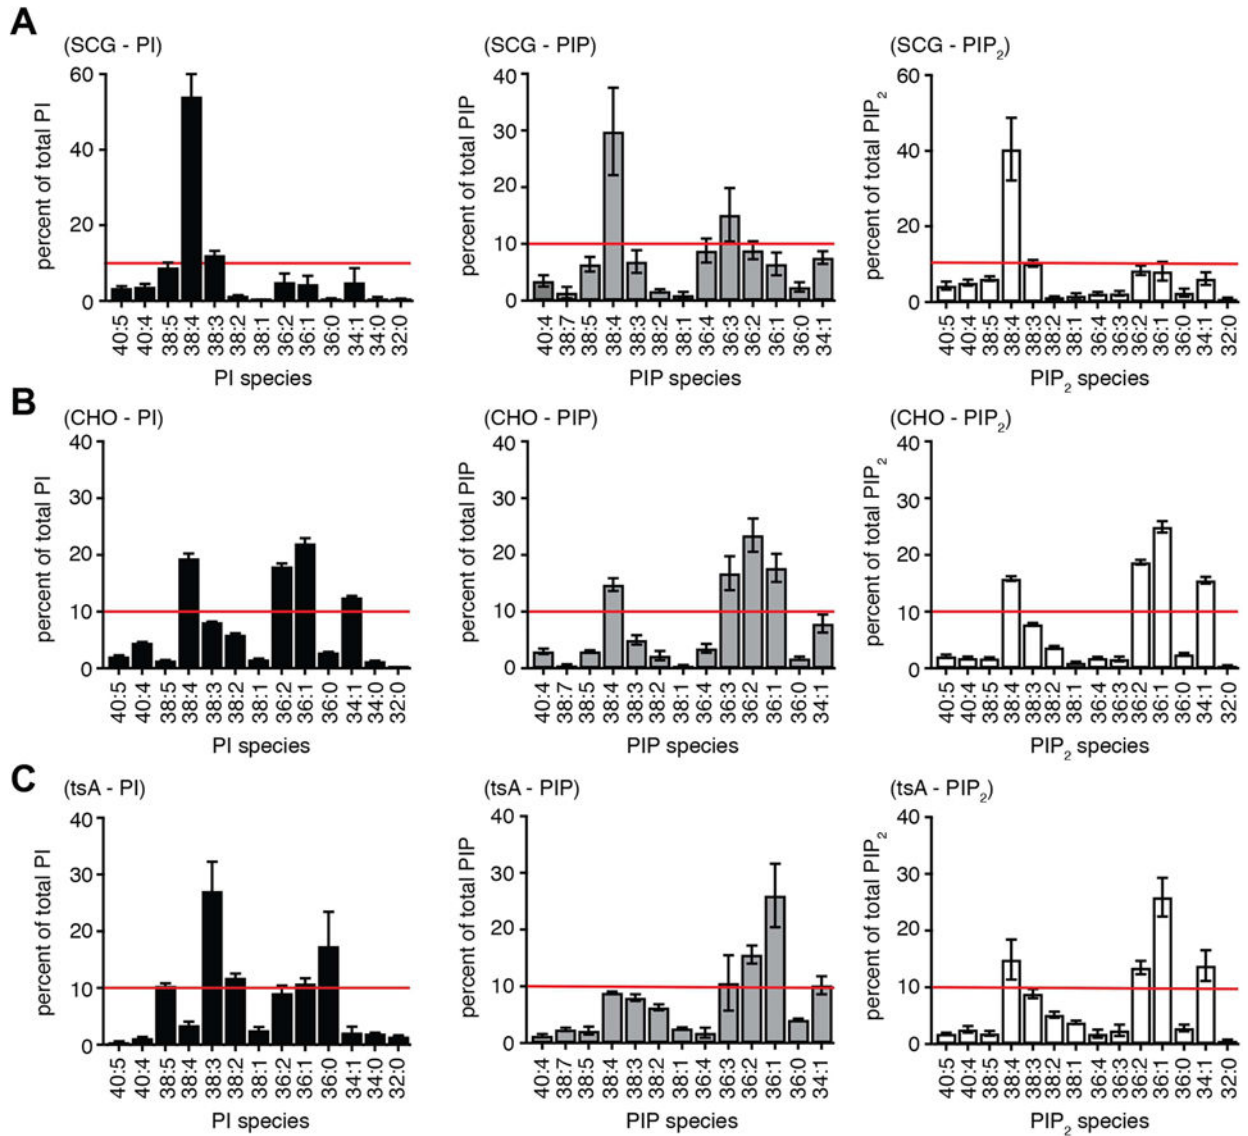 A
(SCG - PI)
percent of total PI
60
40
20
0
40:5 40:4 38:5 38:4 38:3 38:2 38:1 36:2 36:1 36:0 34:1 34:0 32:0
PI species
(SCG - PIP)
percent of total PIP
40
30
20
10
0
40:4 38:7 38:5 38:4 38:3 38:2 38:1 36:4 36:3 36:2 36:1 36:0 34:1
PIP species
(SCG - PIP₂)
percent of total PIP₂
60
40
20
0
40:5 40:4 38:5 38:4 38:3 38:2 38:1 36:4 36:3 36:2 36:1 36:0 34:1 32:0
PIP₂ species
B
(CHO - PI)
percent of total PI
40
30
20
10
0
40:5 40:4 38:5 38:4 38:3 38:2 38:1 36:2 36:1 36:0 34:1 34:0 32:0
PI species
(CHO - PIP)
percent of total PIP
40
30
20
10
0
40:4 38:7 38:5 38:4 38:3 38:2 38:1 36:4 36:3 36:2 36:1 36:0 34:1
PIP species
(CHO - PIP₂)
percent of total PIP₂
40
30
20
10
0
40:5 40:4 38:5 38:4 38:3 38:2 38:1 36:4 36:3 36:2 36:1 36:0 34:1 32:0
PIP₂ species
C
(tsA - PI)
percent of total PI
40
30
20
10
0
40:5 40:4 38:5 38:4 38:3 38:2 38:1 36:2 36:1 36:0 34:1 34:0 32:0
PI species
(tsA - PIP)
percent of total PIP
40
30
20
10
0
40:4 38:7 38:5 38:4 38:3 38:2 38:1 36:4 36:3 36:2 36:1 36:0 34:1
PIP species
(tsA - PIP₂)
percent of total PIP₂
40
30
20
10
0
40:5 40:4 38:5 38:4 38:3 38:2 38:1 36:4 36:3 36:2 36:1 36:0 34:1 32:0
PIP₂ species